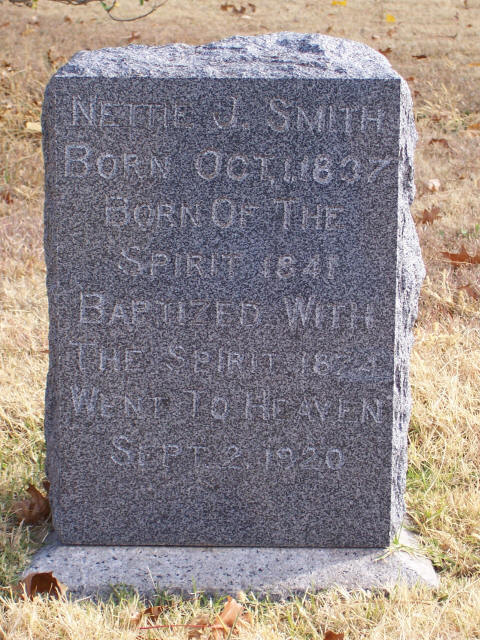 NETTIE J. SMITH
BORN OCT. 1. 1837
BORN OF THE
SPIRIT 1841
BAPTIZED WITH
THE SPIRIT
WENT TO HEAVEN
SEPT. 2. 1920